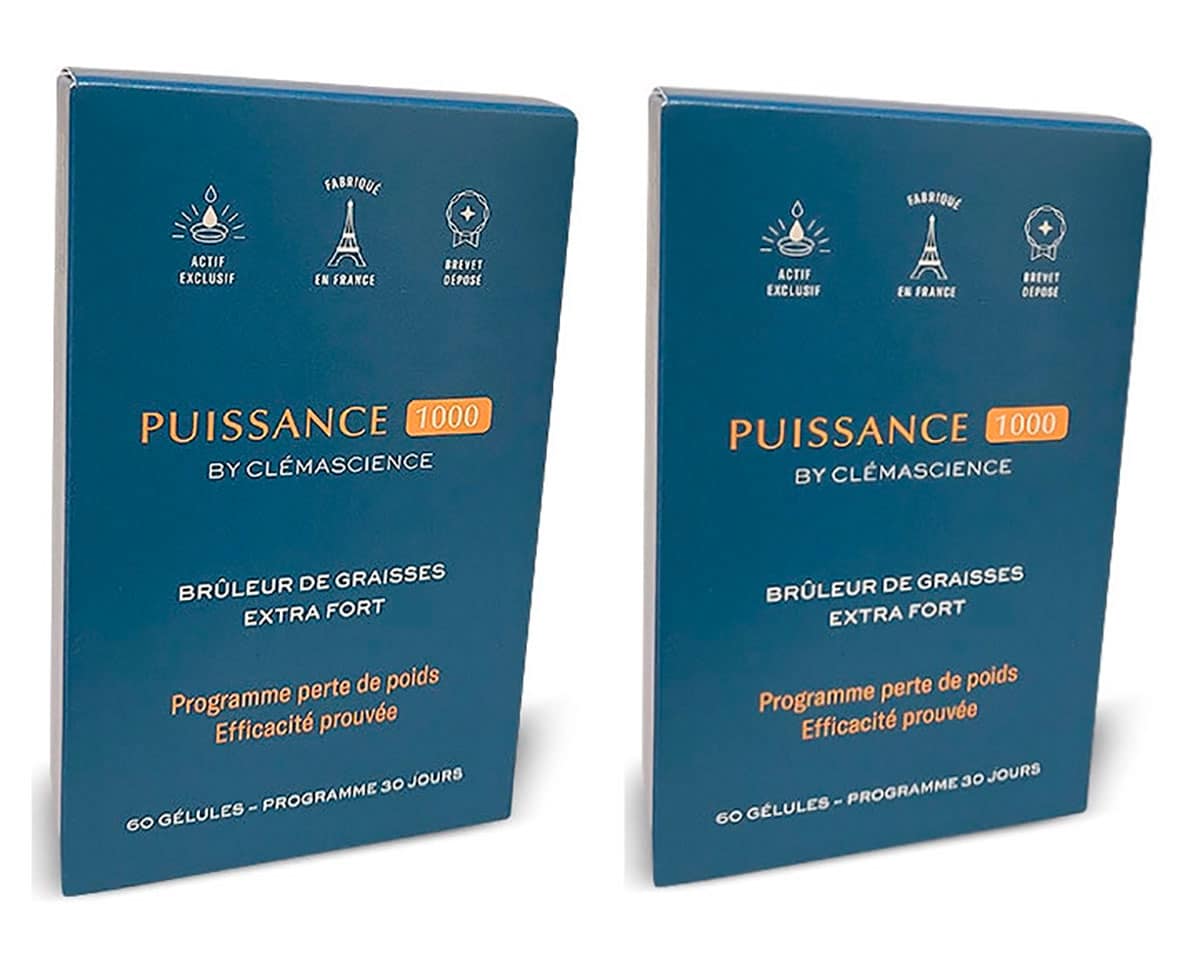 FABRIQUÉ
ACTIF
EXCLUSIF
EN FRANCE
BREVET
DÉPOSÉ
PUISSANCE 1000
BY CLÉMASCIENCE
BRÛLEUR DE GRAISSES
EXTRA FORT
Programme perte de poids
Efficacité prouvée
60 GÉLULES – PROGRAMME 30 JOURS
FABRIQUÉ
ACTIF
EXCLUSIF
EN FRANCE
BREVET
DÉPOSÉ
PUISSANCE 1000
BY CLÉMASCIENCE
BRÛLEUR DE GRAISSES
EXTRA FORT
Programme perte de poids
Efficacité prouvée
60 GÉLULES – PROGRAMME 30 JOURS